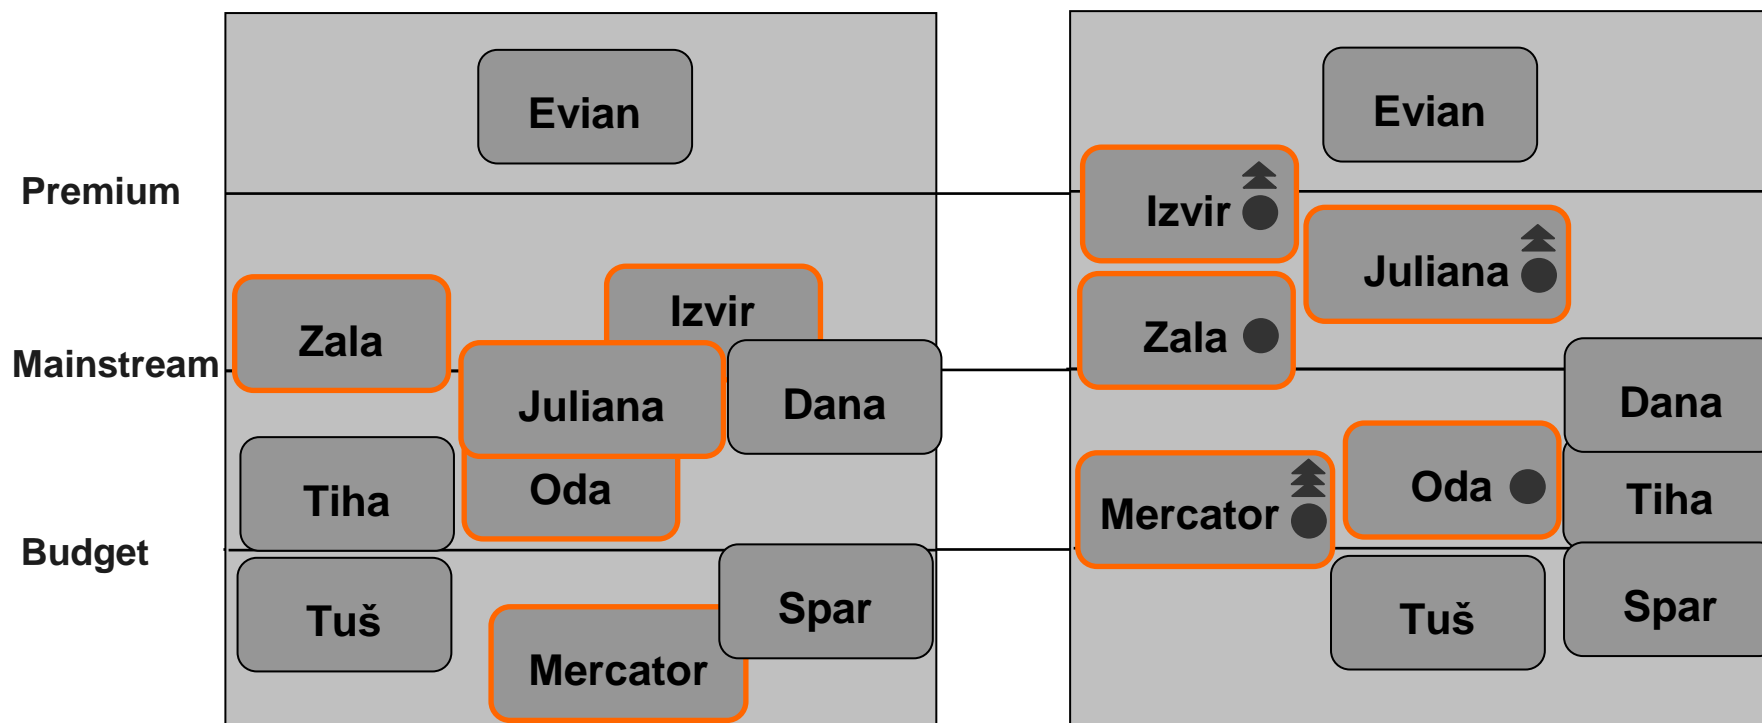 Evian
Premium
Izvir
Zala
Mainstream
Juliana
Dana
Oda
Tiha
Budget
Spar
Tuš
Mercator
Evian
Izvir
Juliana
Zala
Dana
Oda
Tiha
Mercator
Spar
Tuš